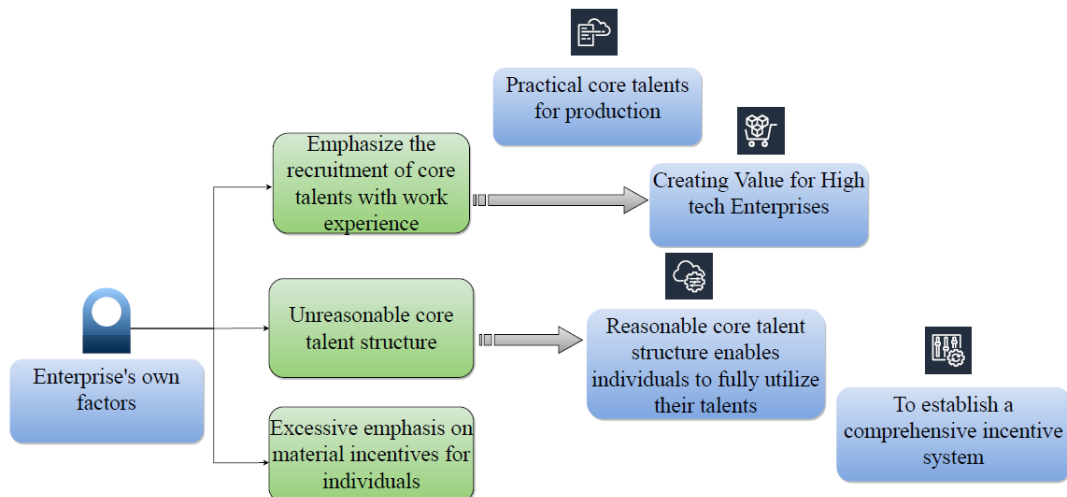 Practical core talents
for production
Emphasize the
recruitment of core
talents with work
experience
Creating Value for High
tech Enterprises
Unreasonable core
talent structure
Reasonable core talent
structure enables
individuals to fully utilize
their talents
Enterprise's own
factors
Excessive emphasis on
material incentives for
individuals
To establish a
comprehensive incentive
system